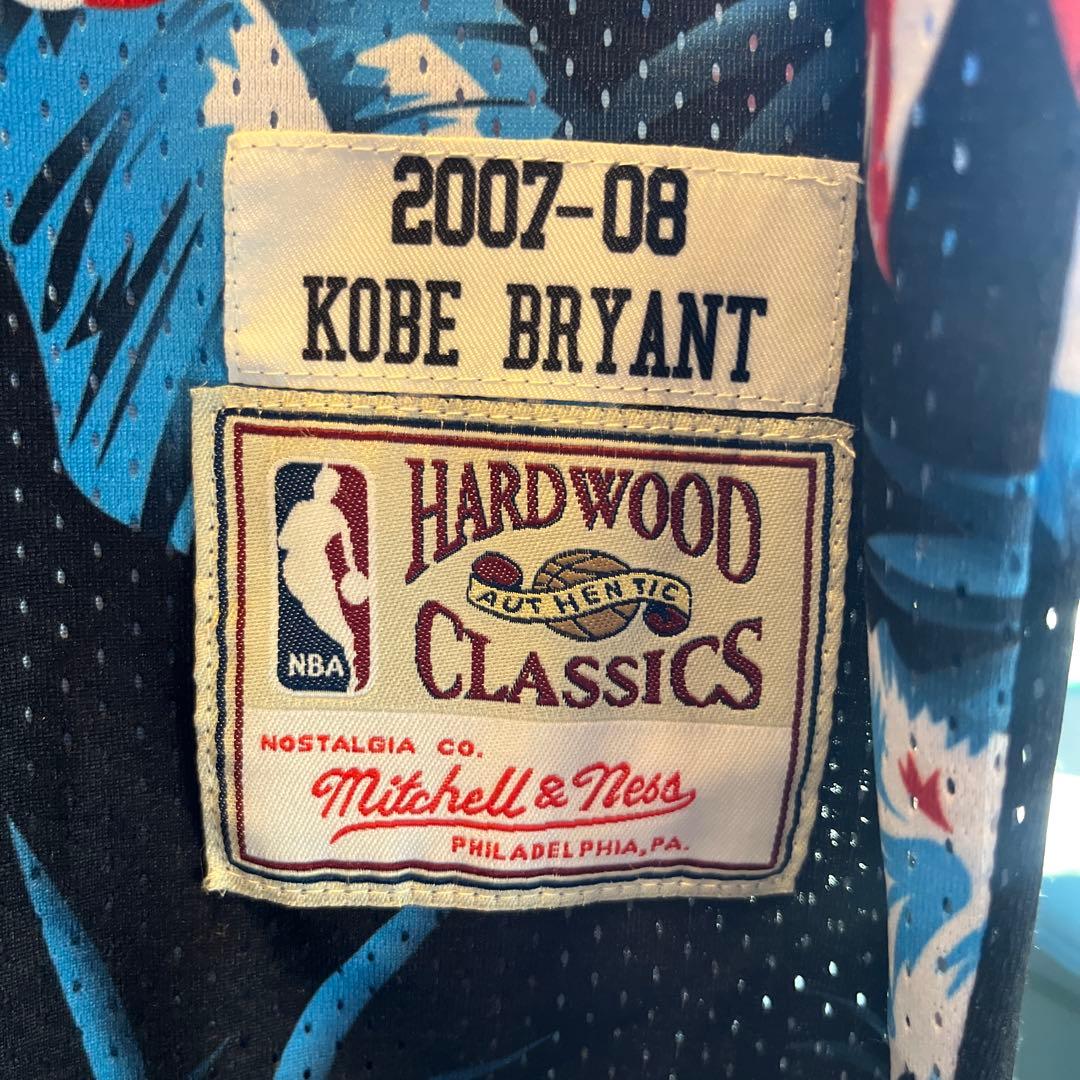 2007-08
KOBE BRYANT
HARDWOOD
AUTHENTIC
CLASSICS
NBA
NOSTALGIA CO.
Mitchell & Ness
PHILADELPHIA, PA.